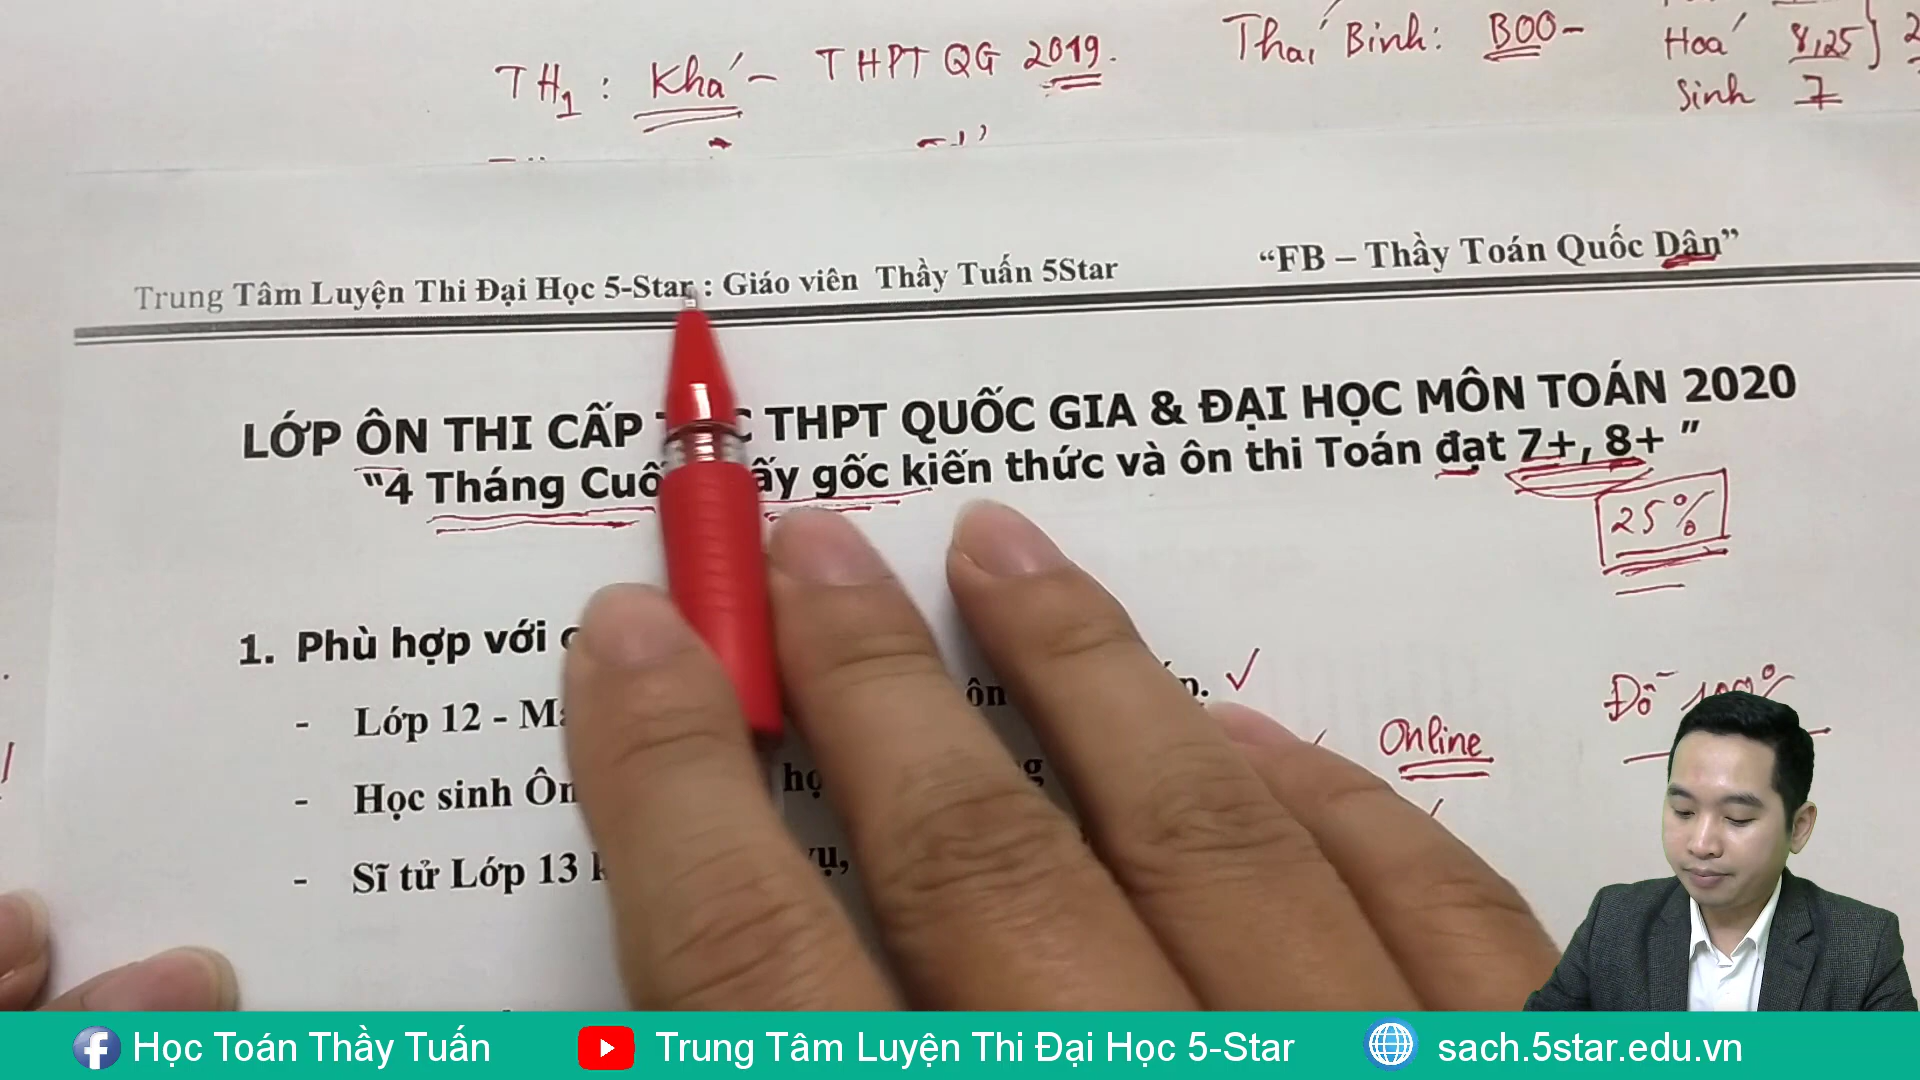 TH1 : Khá - THPT QG 2019.
Thái Bình: B00 -
Hoá 8,25
Sinh 7
Trung Tâm Luyện Thi Đại Học 5-Star : Giáo viên Thầy Tuấn 5Star
“FB – Thầy Toán Quốc Dân”
LỚP ÔN THI CẤP THPT QUỐC GIA & ĐẠI HỌC MÔN TOÁN 2020
“4 Tháng Cuối lấy gốc kiến thức và ôn thi Toán đạt 7+, 8+ ”
25%
1. Phù hợp với
- Lớp 12 -
Đỗ 100%
Online
- Học sinh Ôn
- Sĩ tử Lớp 13
Học Toán Thầy Tuấn
Trung Tâm Luyện Thi Đại Học 5-Star
sach.5star.edu.vn